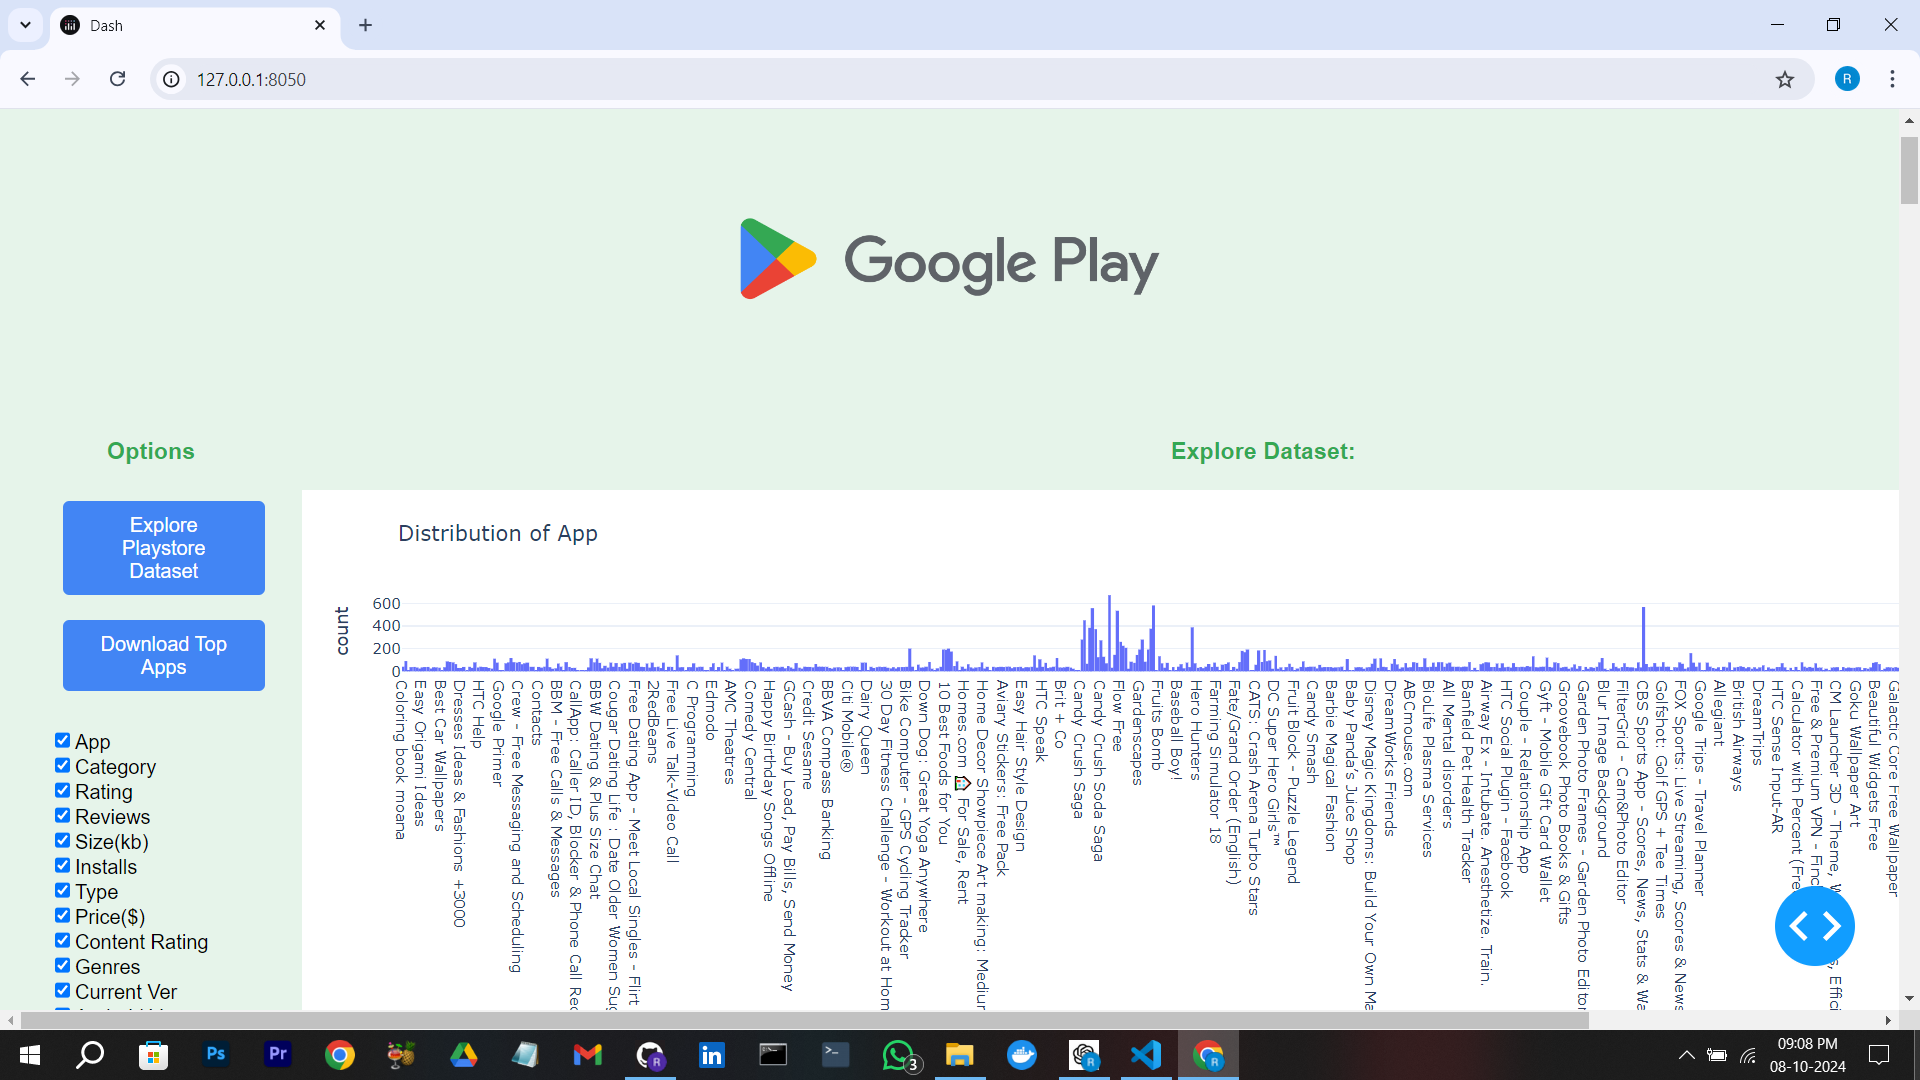 Dash
127.0.0.1:8050
R
Google Play
Options
Explore Dataset:
Explore
Playstore
Dataset
Download Top
Apps
App
Category
Rating
Reviews
Size(kb)
Installs
Type
Price($)
Content Rating
Genres
Current Ver
Distribution of App
count
600
400
200
0
Coloring book moana
Easy Origami Ideas
Best Car Wallpapers
Dresses Ideas & Fashions +3000
HTC Help
Google Primer
Crew - Free Messaging and Scheduling
Contacts
BBM - Free Calls & Messages
CallApp: Caller ID, Blocker & Phone Call Rec
BBW Dating & Plus Size Chat
Cougar Dating Life : Date Older Women Sug
Free Dating App - Meet Local Singles - Flirt
2RedBeans
Free Live Talk-Video Call
C Programming
Edmodo
AMC Theatres
Comedy Central
Happy Birthday Songs Offline
GCash - Buy Load, Pay Bills, Send Money
Credit Sesame
BBVA Compass Banking
Citi Mobile®
Dairy Queen
30 Day Fitness Challenge - Workout at Hom
Bike Computer - GPS Cycling Tracker
Down Dog: Great Yoga Anywhere
10 Best Foods for You
Homes.com 🏠 For Sale, Rent
Home Decor Showpiece Art making: Medium
Aviary Stickers: Free Pack
Easy Hair Style Design
HTC Speak
Brit + Co
Candy Crush Saga
Candy Crush Soda Saga
Flow Free
Gardenscapes
Fruits Bomb
Baseball Boy!
Hero Hunters
Farming Simulator 18
Fate/Grand Order (English)
CATS: Crash Arena Turbo Stars
DC Super Hero Girls™
Fruit Block - Puzzle Legend
Candy Smash
Barbie Magical Fashion
Baby Panda's Juice Shop
Disney Magic Kingdoms: Build Your Own Ma
DreamWorks Friends
ABCmouse.com
BioLife Plasma Services
All Mental disorders
Banfield Pet Health Tracker
Airway Ex - Intubate. Anesthetize. Train.
HTC Social Plugin - Facebook
Couple - Relationship App
Gyft - Mobile Gift Card Wallet
Groovebook Photo Books & Gifts
Garden Photo Frames - Garden Photo Editor
Blur Image Background
FilterGrid - Cam&Photo Editor
CBS Sports App - Scores, News, Stats & Wa
Golfshot: Golf GPS + Tee Times
FOX Sports: Live Streaming, Scores & News
Google Trips - Travel Planner
Allegiant
British Airways
DreamTrips
HTC Sense Input-AR
Calculator with Percent (Fre
Free & Premium VPN - Finc
CM Launcher 3D - Theme, W s, Effici
Goku Wallpaper Art
Beautiful Widgets Free
Galactic Core Free Wallpaper
Ps
Pr
R
in
3
R
R
09:08 PM
08-10-2024